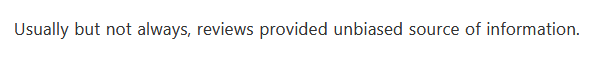 Usually but not always, reviews provided unbiased source of information.